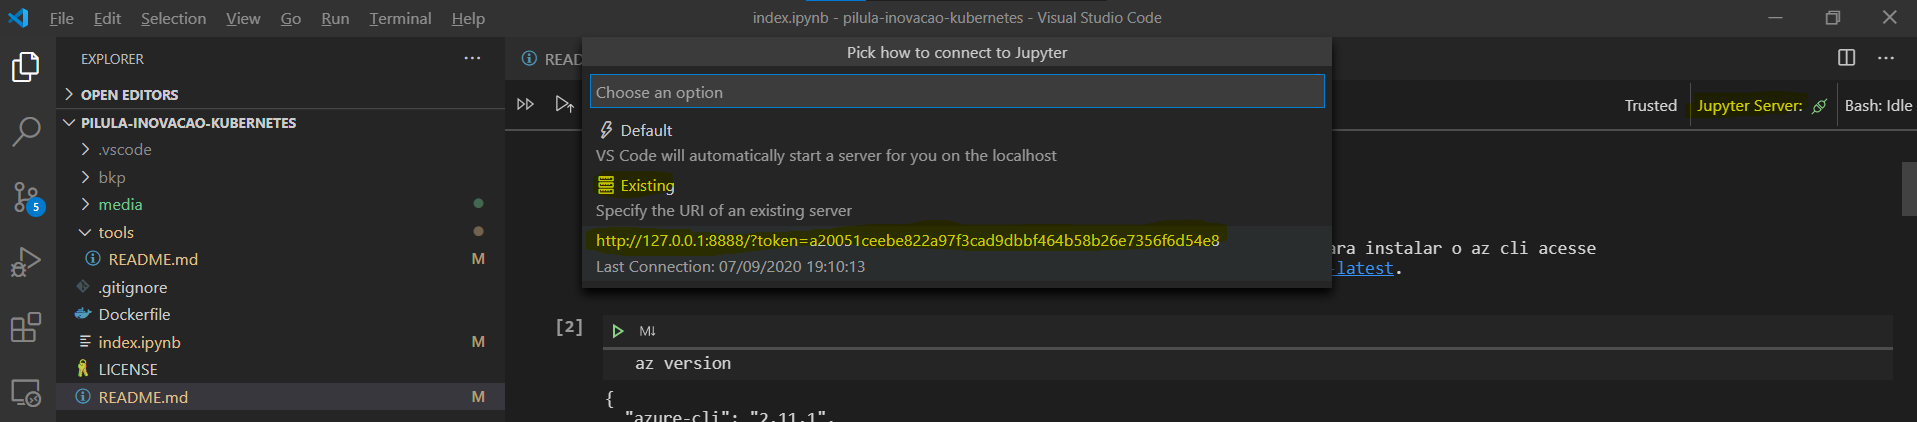 File Edit Selection View Go Run Terminal Help
index.ipynb - pilula-inovacao-kubernetes - Visual Studio Code
EXPLORER
OPEN EDITORS
PILULA-INOVACAO-KUBERNETES
.vscode
bkp
media
tools
README.md M
.gitignore
Dockerfile
index.ipynb M
LICENSE
README.md M
5
READ
Pick how to connect to Jupyter
Choose an option
Default
VS Code will automatically start a server for you on the localhost
Existing
Specify the URI of an existing server
http://127.0.0.1:8888/?token=a20051ceebe822a97f3cad9dbbf464b58b26e7356f6d54e8
Last Connection: 07/09/2020 19:10:13
Trusted
Jupyter Server:
Bash: Idle
ara instalar o az cli acesse
-latest.
[2]
M↓
az version
{
"azure-cli": "2.11.1",